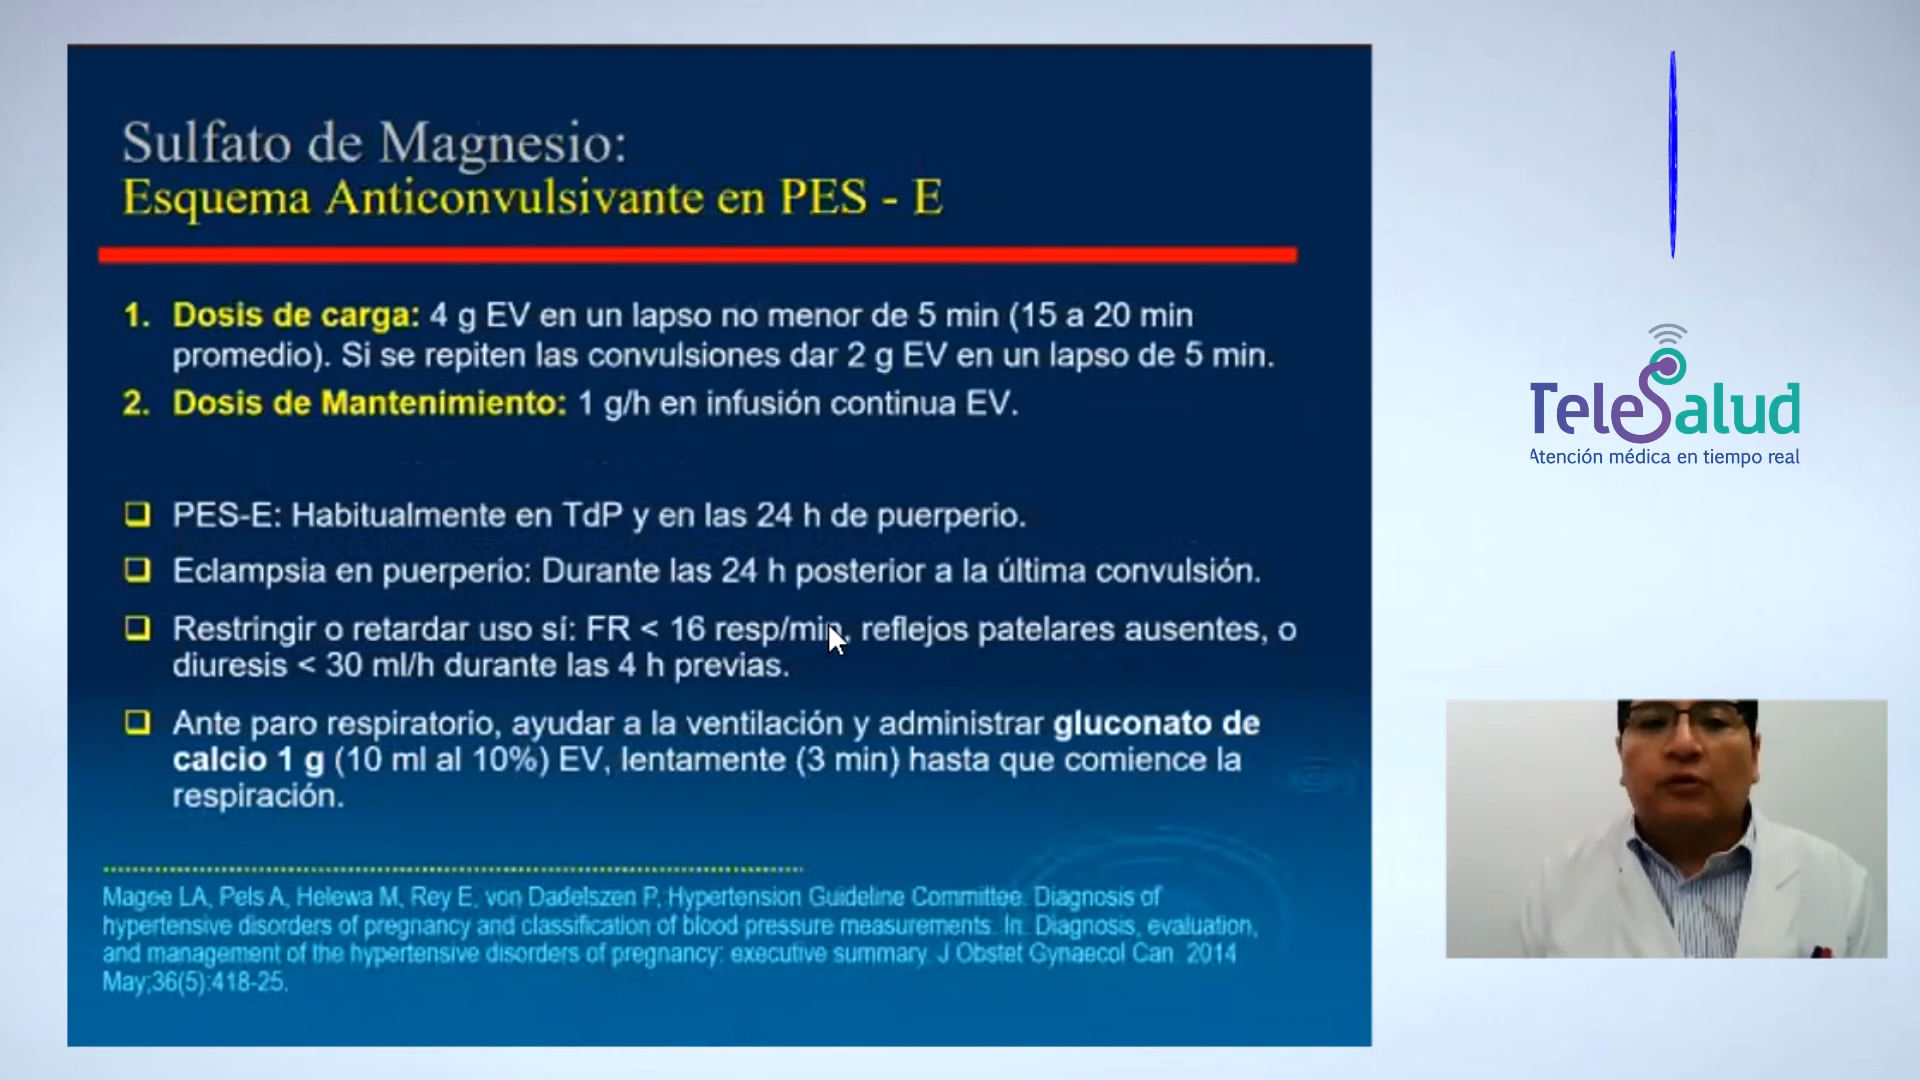 Sulfato de Magnesio:
Esquema Anticonvulsivante en PES - E
1. Dosis de carga: 4 g EV en un lapso no menor de 5 min (15 a 20 min
promedio). Si se repiten las convulsiones dar 2 g EV en un lapso de 5 min.
2. Dosis de Mantenimiento: 1 g/h en infusión continua EV.
PES-E: Habitualmente en TdP y en las 24 h de puerperio.
Eclampsia en puerperio: Durante las 24 h posterior a la última convulsión.
Restringir o retardar uso sí: FR < 16 resp/min, reflejos patelares ausentes, o
diuresis < 30 ml/h durante las 4 h previas.
Ante paro respiratorio, ayudar a la ventilación y administrar gluconato de
calcio 1 g (10 ml al 10%) EV, lentamente (3 min) hasta que comience la
respiración.
Magee LA, Pels A, Helewa M, Rey E, von Dadelszen P; Hypertension Guideline Committee. Diagnosis of
hypertensive disorders of pregnancy and classification of blood pressure measurements. In: Diagnosis, evaluation,
and management of the hypertensive disorders of pregnancy: executive summary. J Obstet Gynaecol Can. 2014
May;36(5):418-25.
TeleSalud
Atención médica en tiempo real